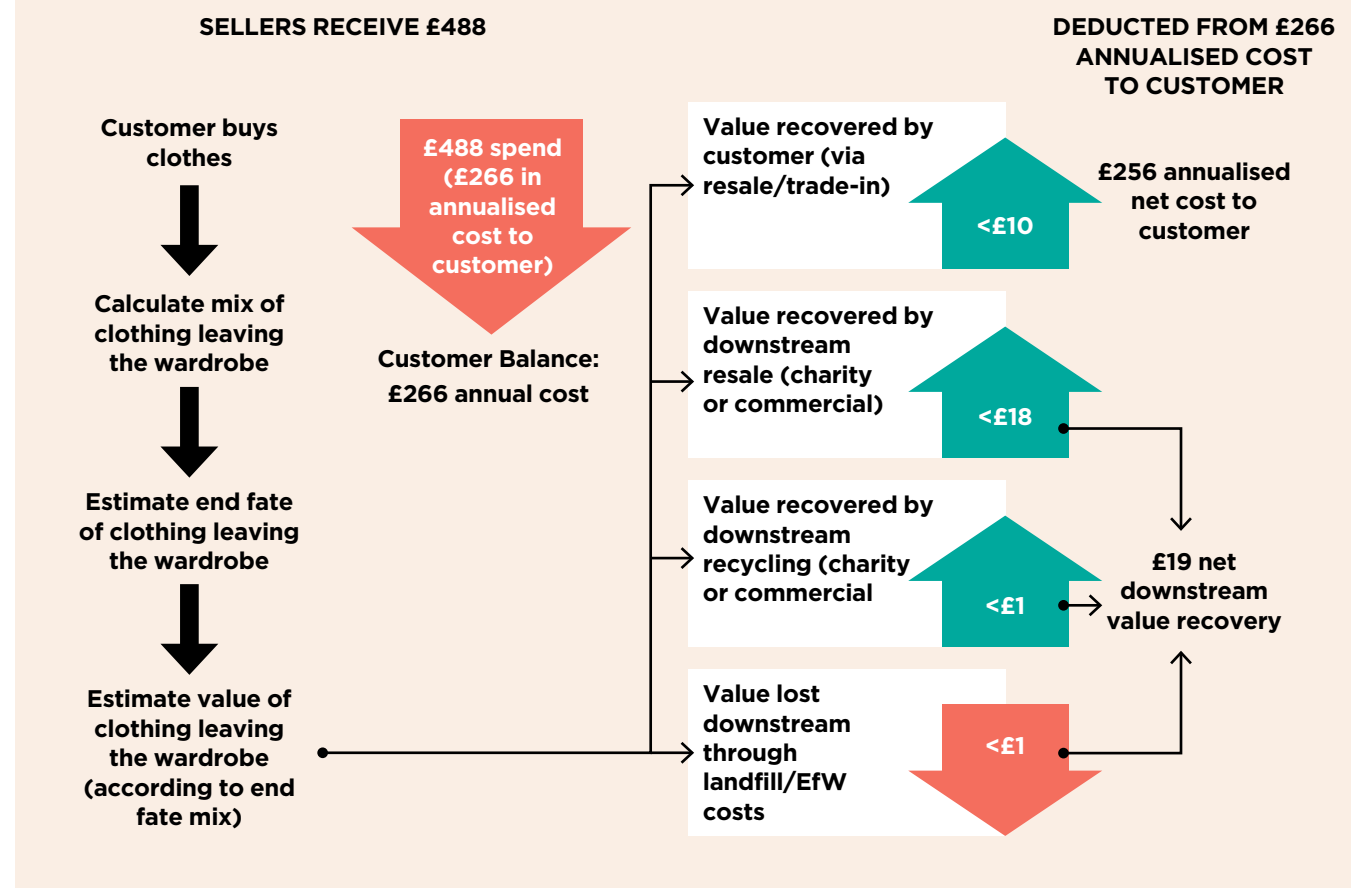 SELLERS RECEIVE £488
DEDUCTED FROM £266
ANNUALISED COST
TO CUSTOMER
Customer buys
clothes
Calculate mix of
clothing leaving
the wardrobe
Estimate end fate
of clothing leaving
the wardrobe
Estimate value of
clothing leaving
the wardrobe
(according to end
fate mix)
£488 spend
(£266 in
annualised
cost to
customer)
Customer Balance:
£266 annual cost
Value recovered by
customer (via
resale/trade-in)
<£10
£256 annualised
net cost to
customer
Value recovered by
downstream
resale (charity
or commercial)
<£18
Value recovered by
downstream
recycling (charity
or commercial
<£1
£19 net
downstream
value recovery
Value lost
downstream
through
landfill/EfW
costs
<£1